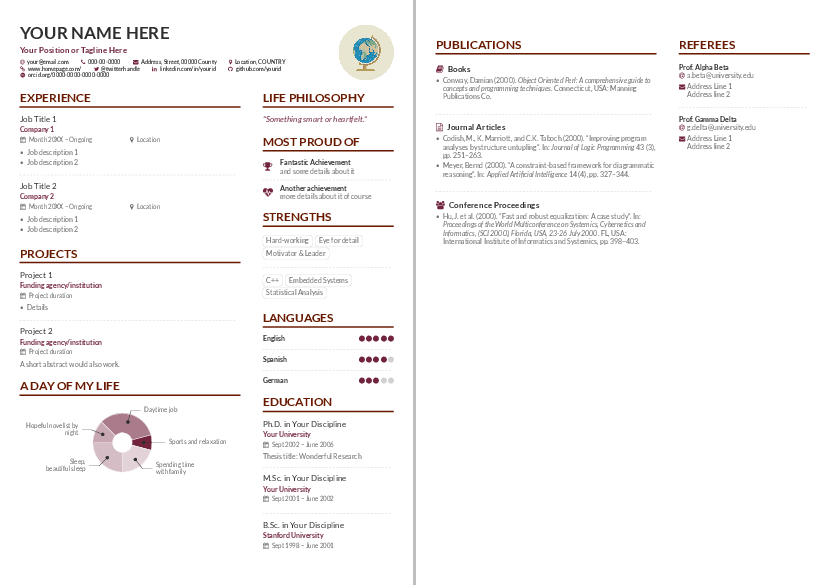 YOUR NAME HERE
Your Position or Tagline Here
your@email.com 000-00-0000 Address, Street, 00000 County Location, COUNTRY
www.homepage.com/ @twitterhandle linkedin.com/in/yourid github.com/yourid
orcid.org/0000-0000-0000-0000
EXPERIENCE
Job Title 1
Company 1
Month 20XX – Ongoing Location
• Job description 1
• Job description 2
Job Title 2
Company 2
Month 20XX – Ongoing Location
• Job description 1
• Job description 2
PROJECTS
Project 1
Funding agency/institution
Project duration
• Details
Project 2
Funding agency/institution
Project duration
A short abstract would also work.
A DAY OF MY LIFE
Daytime job
Hopeful novelist by
night
Sports and relaxation
Sleep,
beautiful sleep
Spending time
with family
LIFE PHILOSOPHY
"Something smart or heartfelt."
MOST PROUD OF
Fantastic Achievement
and some details about it
Another achievement
more details about it of course
STRENGTHS
Hard-working Eye for detail
Motivator & Leader
C++ Embedded Systems
Statistical Analysis
LANGUAGES
English
Spanish
German
EDUCATION
Ph.D. in Your Discipline
Your University
Sept 2002 – June 2006
Thesis title: Wonderful Research
M.Sc. in Your Discipline
Your University
Sept 2001 – June 2002
B.Sc. in Your Discipline
Stanford University
Sept 1998 – June 2001
PUBLICATIONS
Books
• Conway, Damian (2000). Object Oriented Perl: A comprehensive guide to
concepts and programming techniques. Connecticut, USA: Manning
Publications Co.
Journal Articles
• Codish, M., K. Marriott, and C.K. Taboch (2000). "Improving program
analyses by structure untupling". In: Journal of Logic Programming 43 (3),
pp. 251–263.
• Meyer, Bernd (2000). "A constraint-based framework for diagrammatic
reasoning". In: Applied Artificial Intelligence 14 (4), pp. 327–344.
Conference Proceedings
• Hu, J. et al. (2000). "Fast and robust equalization: A case study". In:
Proceedings of the World Multiconference on Systemics, Cybernetics and
Informatics, (SCI 2000), Florida, USA, 23-26 July 2000. FL, USA:
International Institute of Informatics and Systemics, pp. 398–403.
REFEREES
Prof. Alpha Beta
a.beta@university.edu
Address Line 1
Address line 2
Prof. Gamma Delta
g.delta@university.edu
Address Line 1
Address line 2